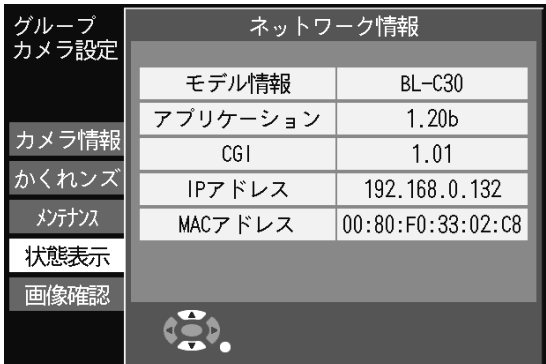 グループ
カメラ設定
カメラ情報
かくれンズ
メンテナンス
状態表示
画像確認
ネットワーク情報
モデル情報 BL-C30
アプリケーション 1.20b
CGI 1.01
IPアドレス 192.168.0.132
MACアドレス 00:80:F0:33:02:C8